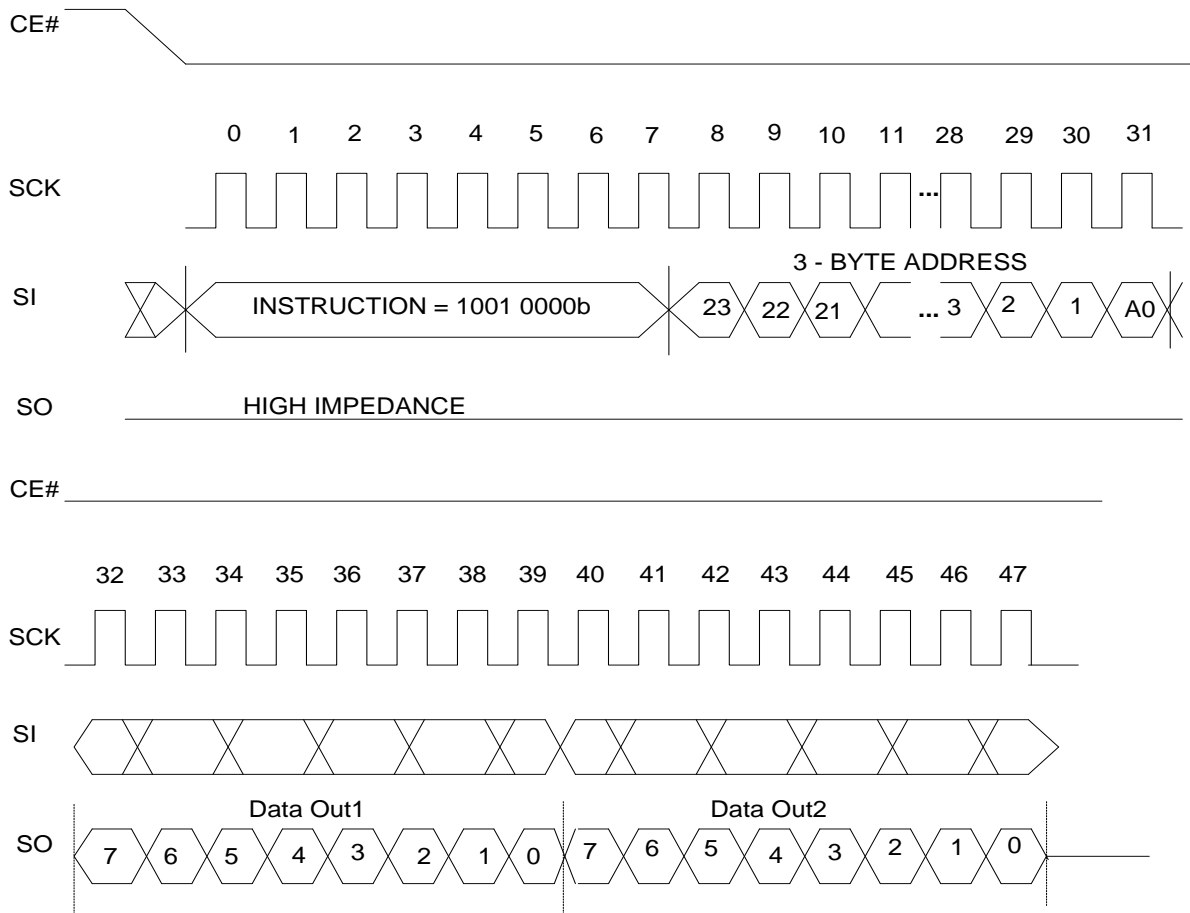 CE#
0 1 2 3 4 5 6 7 8 9 10 11 28 29 30 31
SCK ...
3 - BYTE ADDRESS
SI INSTRUCTION = 1001 0000b 23 22 21 ... 3 2 1 A0
SO HIGH IMPEDANCE
CE#
32 33 34 35 36 37 38 39 40 41 42 43 44 45 46 47
SCK
SI
Data Out1 Data Out2
SO 7 6 5 4 3 2 1 0 7 6 5 4 3 2 1 0